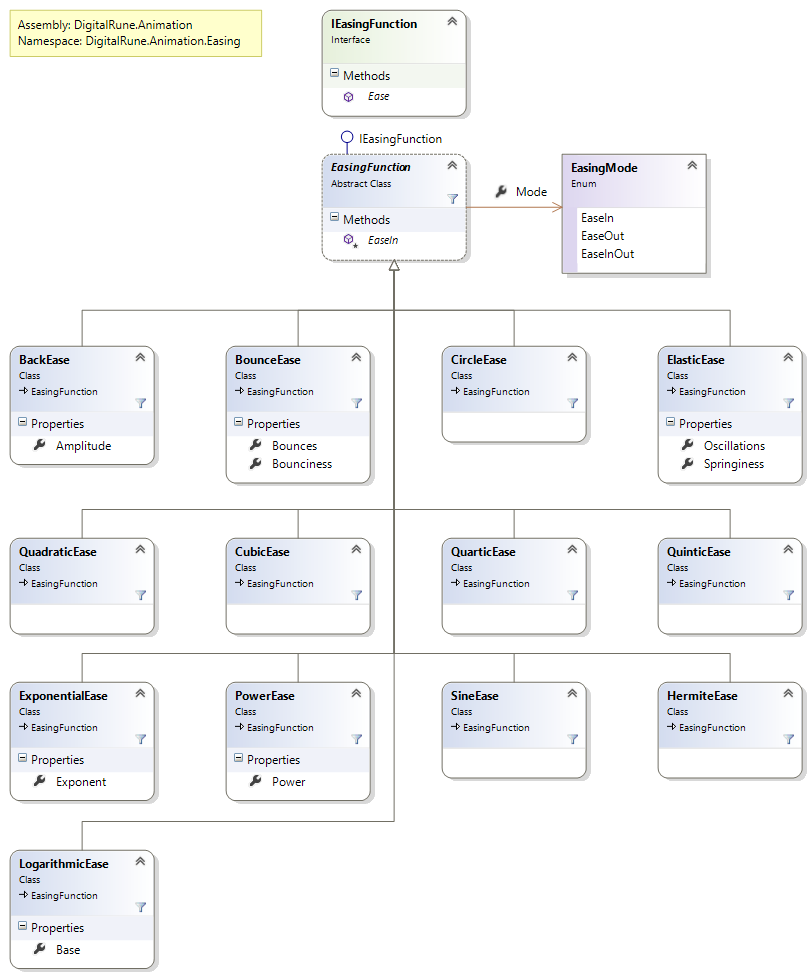 Assembly: DigitalRune.Animation
Namespace: DigitalRune.Animation.Easing
IEasingFunction
Interface
Methods
Ease
IEasingFunction
EasingFunction
Abstract Class
Methods
EaseIn
Mode
EasingMode
Enum
EaseIn
EaseOut
EaseInOut
BackEase
Class
EasingFunction
Properties
Amplitude
BounceEase
Class
EasingFunction
Properties
Bounces
Bounciness
CircleEase
Class
EasingFunction
ElasticEase
Class
EasingFunction
Properties
Oscillations
Springiness
QuadraticEase
Class
EasingFunction
CubicEase
Class
EasingFunction
QuarticEase
Class
EasingFunction
QuinticEase
Class
EasingFunction
ExponentialEase
Class
EasingFunction
Properties
Exponent
PowerEase
Class
EasingFunction
Properties
Power
SineEase
Class
EasingFunction
HermiteEase
Class
EasingFunction
LogarithmicEase
Class
EasingFunction
Properties
Base